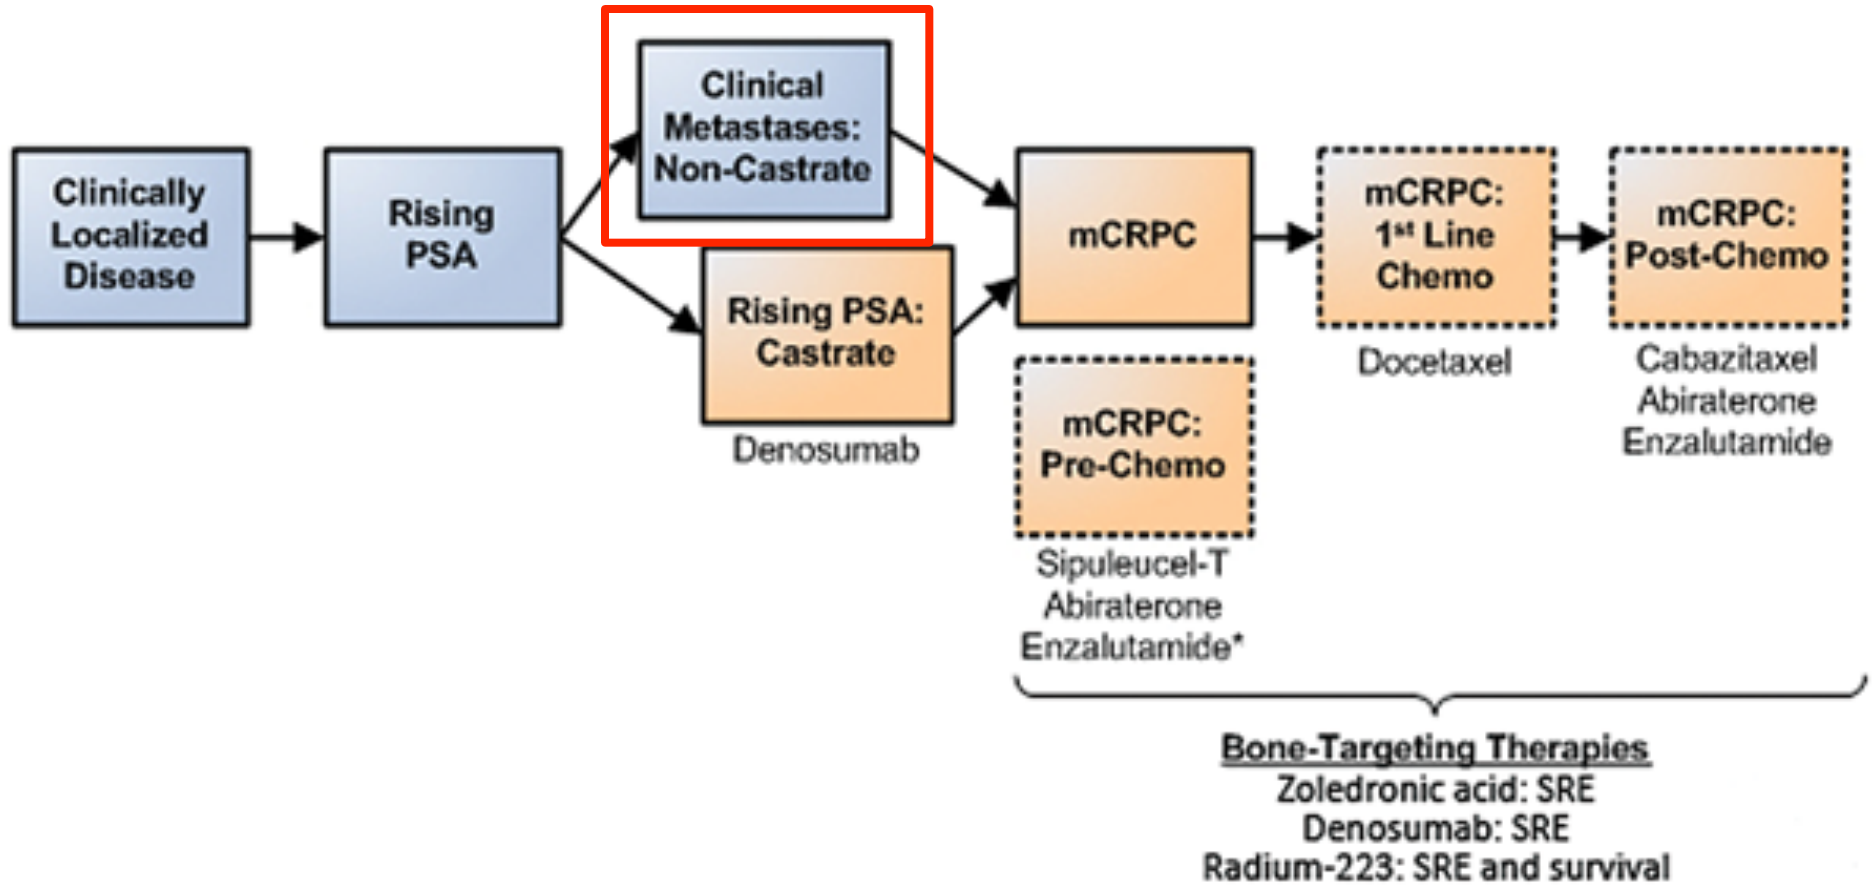 Clinically
Localized
Disease
Rising
PSA
Clinical
Metastases:
Non-Castrate
Rising PSA:
Castrate
Denosumab
mCRPC
mCRPC:
Pre-Chemo
Sipuleucel-T
Abiraterone
Enzalutamide*
mCRPC:
1st Line
Chemo
Docetaxel
mCRPC:
Post-Chemo
Cabazitaxel
Abiraterone
Enzalutamide
Bone-Targeting Therapies
Zoledronic acid: SRE
Denosumab: SRE
Radium-223: SRE and survival